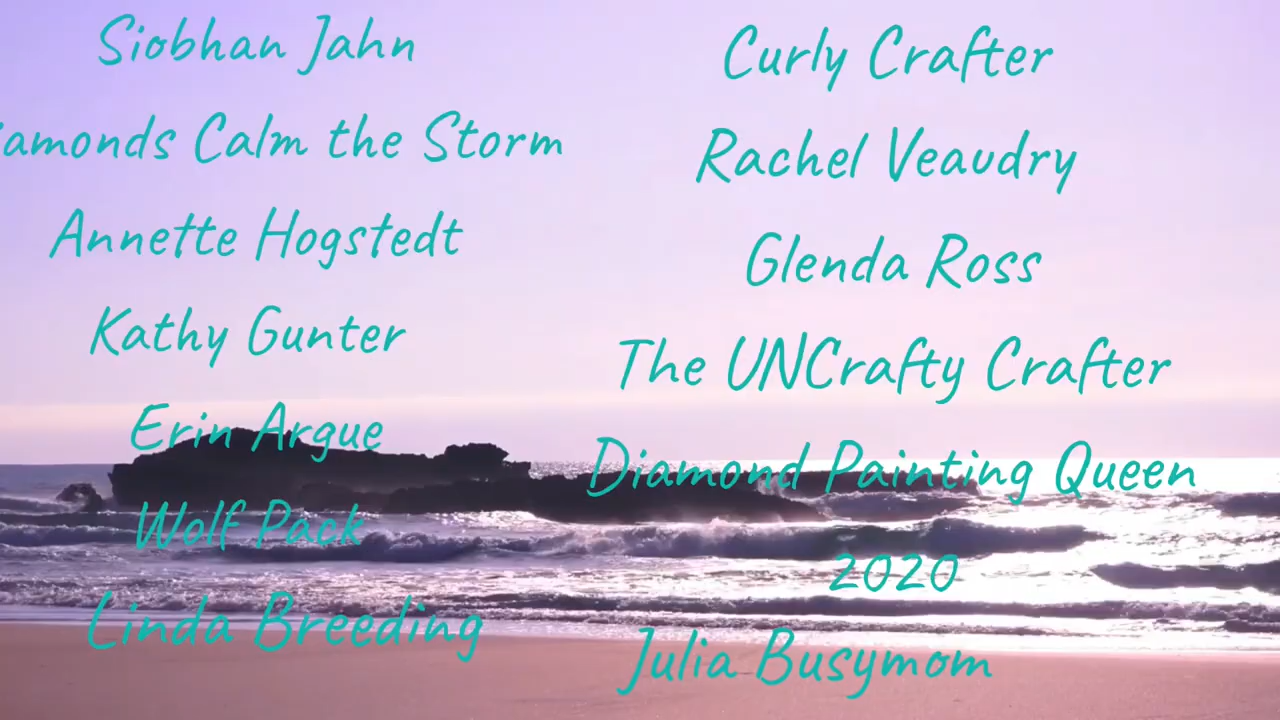 Siobhan Jahn
amonds Calm the Storm
Annette Hogstedt
Kathy Gunter
Erin Argue
Wolf Pack
Linda Breeding
Curly Crafter
Rachel Veaudry
Glenda Ross
The UNCrafty Crafter
Diamond Painting Queen
2020
Julia Busymom